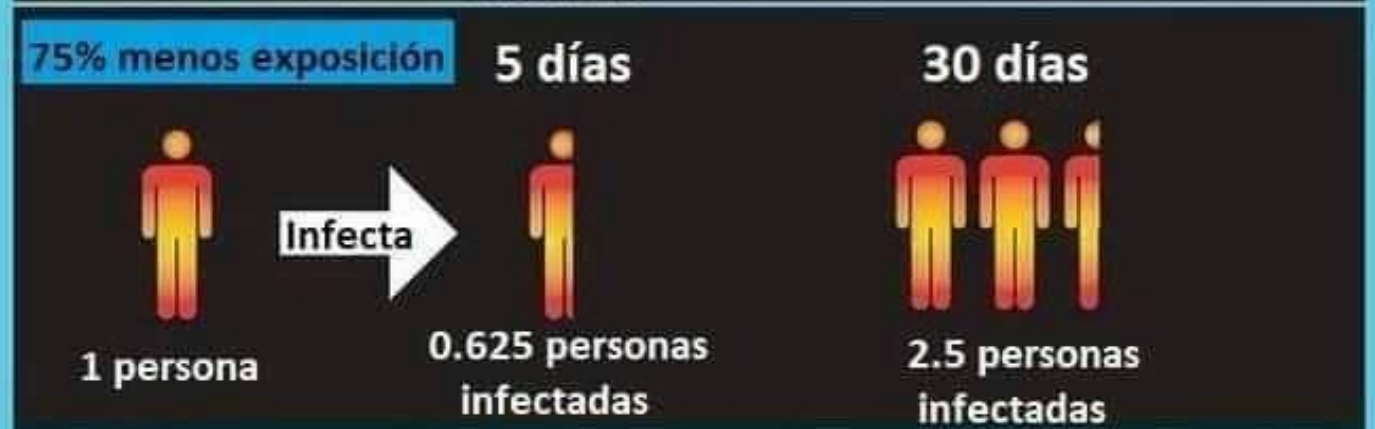 75% menos exposición
5 días
30 días
Infecta
1 persona
0.625 personas
infectadas
2.5 personas
infectadas